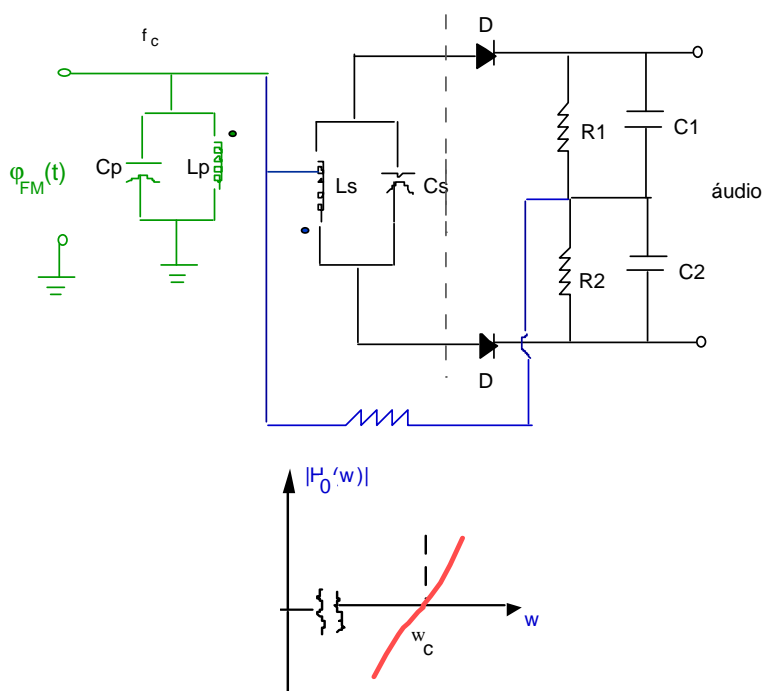 f c
D
Cp
Lp
φFM(t)
Ls
Cs
R1
C1
áudio
R2
C2
D
|H0(w)|
w
wc